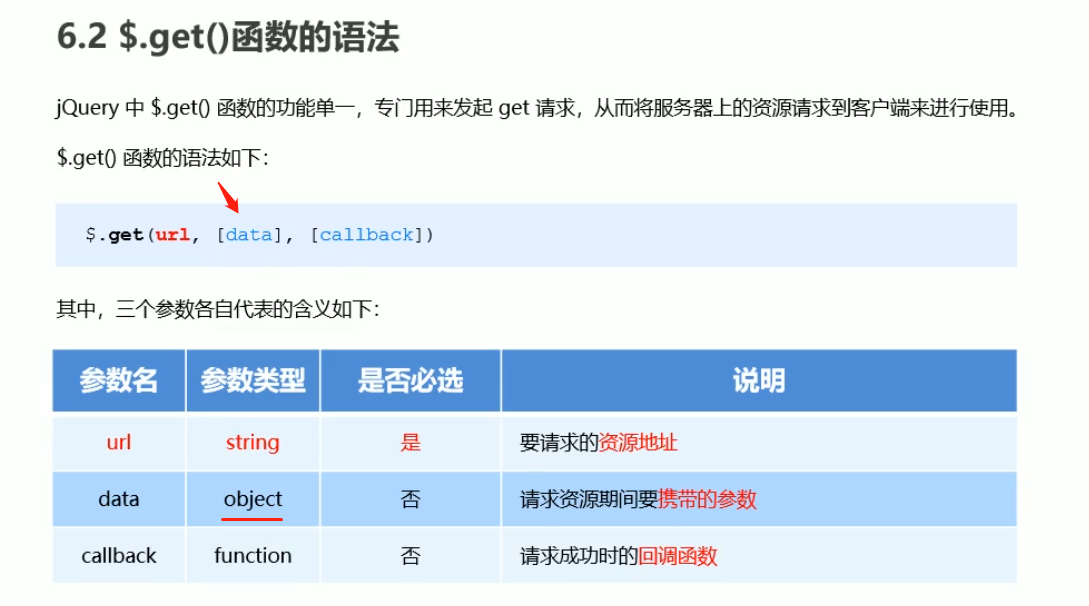 6.2 $.get()函数的语法
jQuery 中 $.get() 函数的功能单一，专门用来发起 get 请求，从而将服务器上的资源请求到客户端来进行使用。
$.get() 函数的语法如下：
$.get(url, [data], [callback])
其中，三个参数各自代表的含义如下：
参数名 参数类型 是否必选 说明
url string 是 要请求的资源地址
data object 否 请求资源期间要携带的参数
callback function 否 请求成功时的回调函数